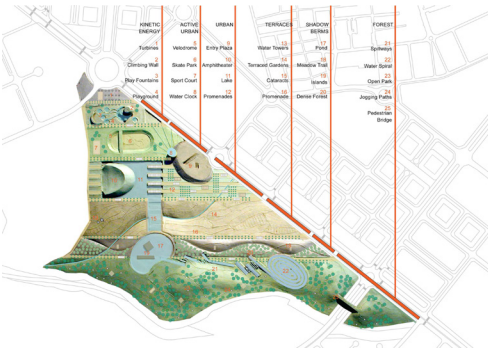 KINETIC
ENERGY
1
Turbines
2
Climbing Wall
3
Play Fountains
4
Playground
ACTIVE
URBAN
5
Velodrome
6
Skate Park
7
Sport Court
8
Water Clock
URBAN
9
Entry Plaza
10
Ampitheater
11
Lake
12
Promenades
TERRACES
13
Water Towers
14
Terraced Gardens
15
Cataracts
16
Promenade
SHADOW
BERMS
17
Pond
18
Meadow Trail
19
Islands
20
Dense Forest
FOREST
21
Spillways
22
Water Spiral
23
Open Park
24
Jogging Paths
25
Pedestrian
Bridge